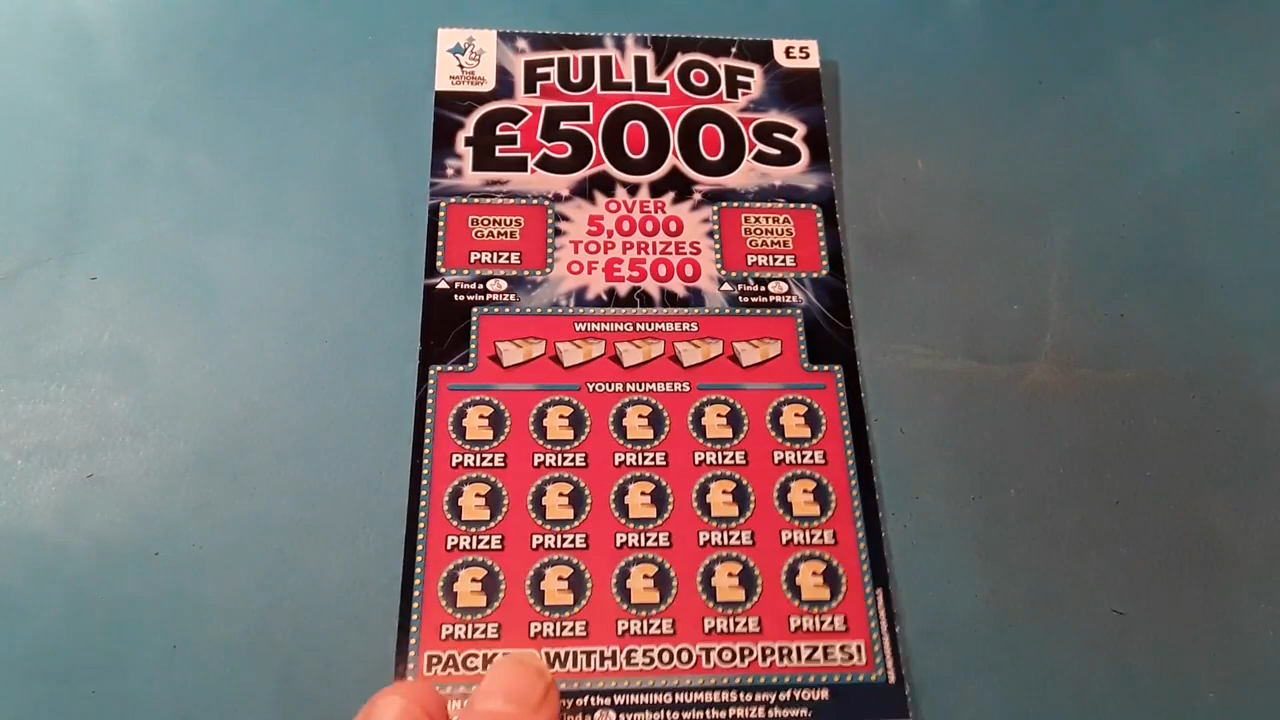 THE
NATIONAL
LOTTERY
£5
FULL OF
£500s
BONUS
GAME
PRIZE
Find a
to win PRIZE.
OVER
5,000
TOP PRIZES
OF £500
EXTRA
BONUS
GAME
PRIZE
Find a
to win PRIZE.
WINNING NUMBERS
YOUR NUMBERS
£ £ £ £ £
PRIZE PRIZE PRIZE PRIZE PRIZE
£ £ £ £ £
PRIZE PRIZE PRIZE PRIZE PRIZE
£ £ £ £ £
PRIZE PRIZE PRIZE PRIZE PRIZE
WITH £500 TOP PRIZES!
of the WINNING NUMBERS to any of YOUR
symbol to win the PRIZE shown.